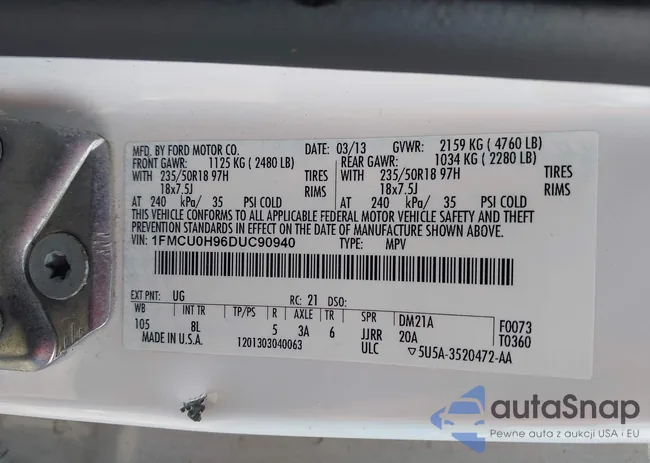 MFD. BY FORD MOTOR CO.
DATE: 03/13 GVWR: 2159 KG ( 4760 LB)
FRONT GAWR: 1125 KG ( 2480 LB) REAR GAWR: 1034 KG ( 2280 LB)
WITH 235/50R18 97H TIRES WITH 235/50R18 97H TIRES
18x7.5J RIMS 18x7.5J RIMS
AT 240 kPa/ 35 PSI COLD AT 240 kPa/ 35 PSI COLD
THIS VEHICLE CONFORMS TO ALL APPLICABLE FEDERAL MOTOR VEHICLE SAFETY AND THEFT
PREVENTION STANDARDS IN EFFECT ON THE DATE OF MANUFACTURE SHOWN ABOVE.
VIN: 1FMCU0H96DUC90940 TYPE: MPV
EXT PNT: UG RC: 21 DSO:
WB INT TR TP/PS R AXLE TR SPR DM21A F0073
105 8L 5 3A 6 JJRR 20A T0360
MADE IN U.S.A. 1201303040063 ULC ▽5U5A-3520472-AA
autaSnap
Pewne auta z aukcji USA i EU